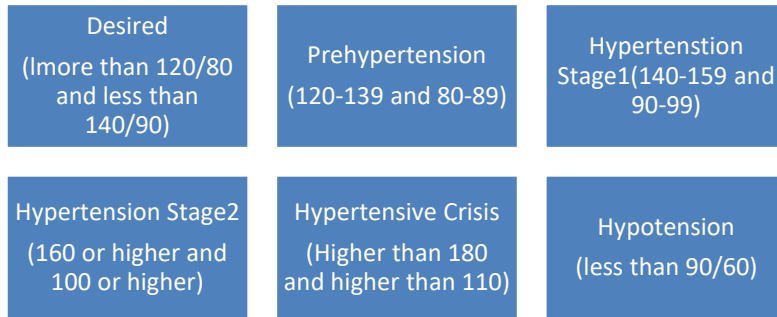 Desired
(lmore than 120/80
and less than
140/90)
Prehypertension
(120-139 and 80-89)
Hypertenstion
Stage1(140-159 and
90-99)
Hypertension Stage2
(160 or higher and
100 or higher)
Hypertensive Crisis
(Higher than 180
and higher than 110)
Hypotension
(less than 90/60)